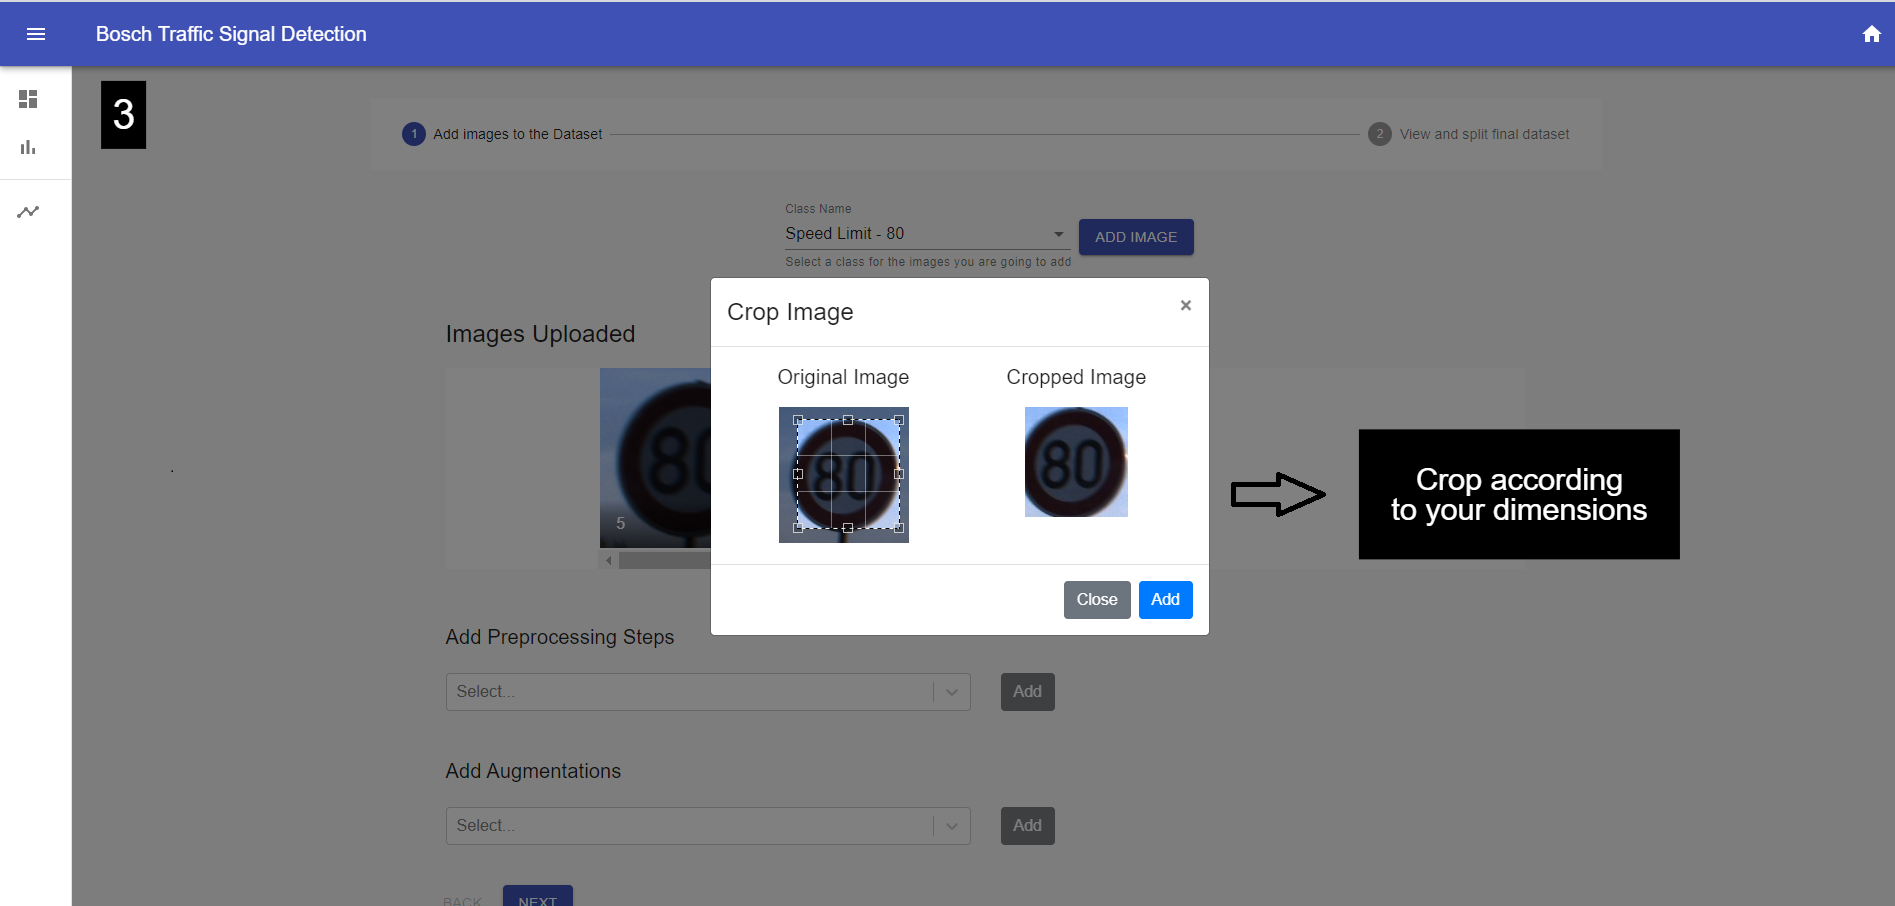 Bosch Traffic Signal Detection
3
1 Add images to the Dataset
2 View and split final dataset
Class Name
Speed Limit - 80
ADD IMAGE
Select a class for the images you are going to add
Crop Image
×
Images Uploaded
Original Image
Cropped Image
80
80
80
5
Crop according
to your dimensions
Close
Add
Add Preprocessing Steps
Select...
Add
Add Augmentations
Select...
Add
BACK
NEXT